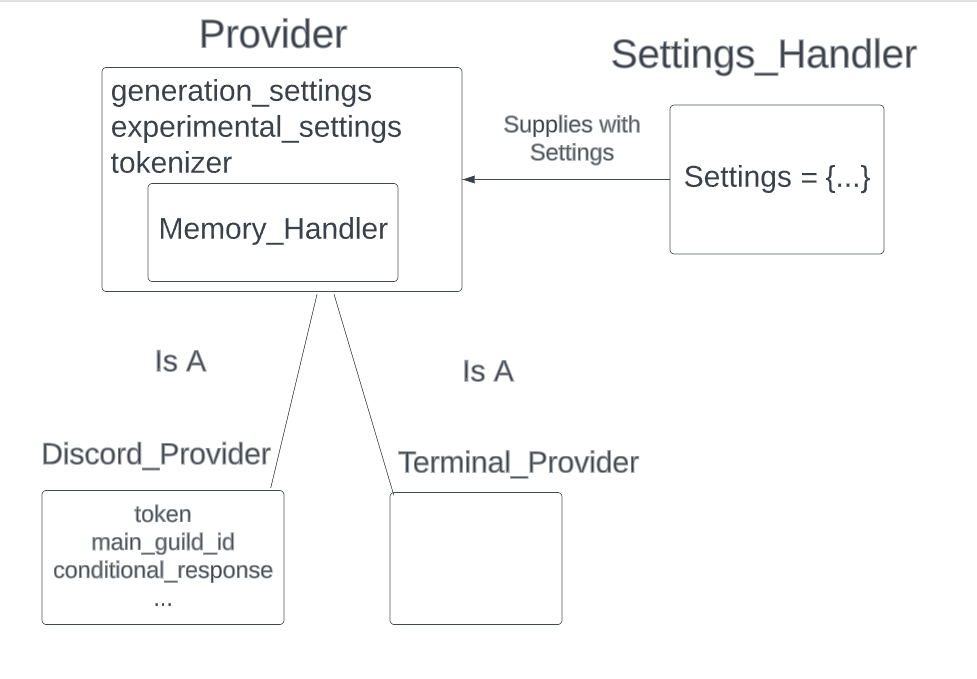 Provider
generation_settings
experimental_settings
tokenizer
Memory_Handler
Settings_Handler
Supplies with
Settings
Settings = {...}
Is A
Is A
Discord_Provider
token
main_guild_id
conditional_response
...
Terminal_Provider